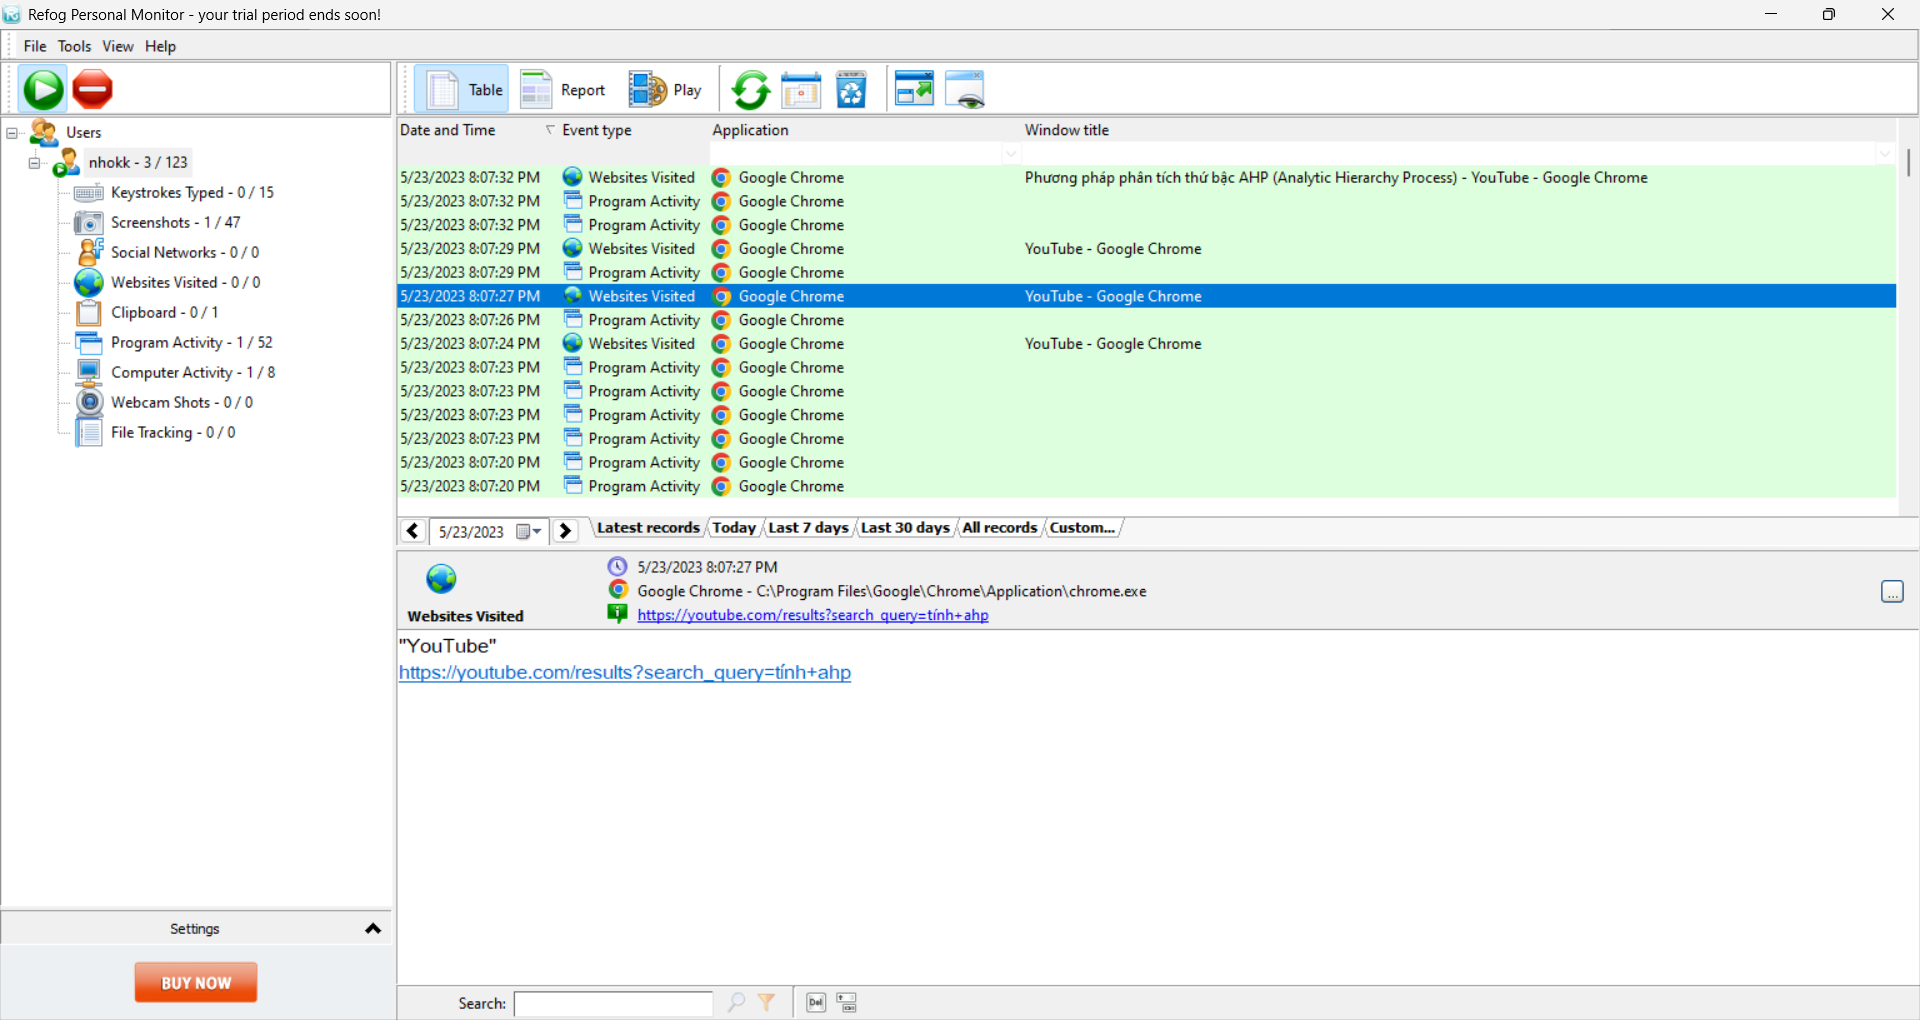 Refog Personal Monitor - your trial period ends soon!
File Tools View Help
Table Report Play
Users
nhokk - 3 / 123
Keystrokes Typed - 0 / 15
Screenshots - 1 / 47
Social Networks - 0 / 0
Websites Visited - 0 / 0
Clipboard - 0 / 1
Program Activity - 1 / 52
Computer Activity - 1 / 8
Webcam Shots - 0 / 0
File Tracking - 0 / 0
Settings
BUY NOW
Date and Time Event type Application Window title
5/23/2023 8:07:32 PM Websites Visited Google Chrome Phương pháp phân tích thứ bậc AHP (Analytic Hierarchy Process) - YouTube - Google Chrome
5/23/2023 8:07:32 PM Program Activity Google Chrome
5/23/2023 8:07:32 PM Program Activity Google Chrome
5/23/2023 8:07:29 PM Websites Visited Google Chrome YouTube - Google Chrome
5/23/2023 8:07:29 PM Program Activity Google Chrome
5/23/2023 8:07:27 PM Websites Visited Google Chrome YouTube - Google Chrome
5/23/2023 8:07:26 PM Program Activity Google Chrome
5/23/2023 8:07:24 PM Websites Visited Google Chrome YouTube - Google Chrome
5/23/2023 8:07:23 PM Program Activity Google Chrome
5/23/2023 8:07:23 PM Program Activity Google Chrome
5/23/2023 8:07:23 PM Program Activity Google Chrome
5/23/2023 8:07:23 PM Program Activity Google Chrome
5/23/2023 8:07:20 PM Program Activity Google Chrome
5/23/2023 8:07:20 PM Program Activity Google Chrome
5/23/2023 Latest records Today Last 7 days Last 30 days All records Custom...
5/23/2023 8:07:27 PM
Google Chrome - C:\Program Files\Google\Chrome\Application\chrome.exe
...
Websites Visited https://youtube.com/results?search_query=tính+ahp
"YouTube"
https://youtube.com/results?search_query=tính+ahp
Search: Del